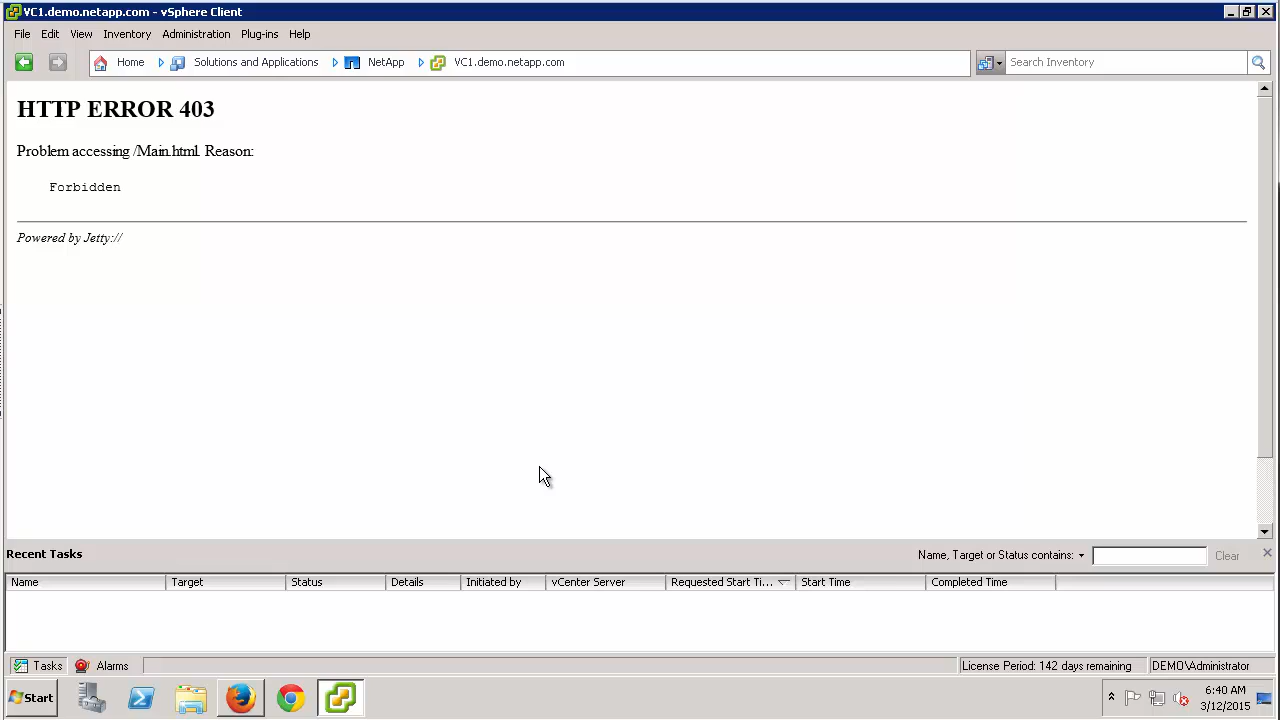 VC1.demo.netapp.com - vSphere Client
File Edit View Inventory Administration Plug-ins Help
Home Solutions and Applications NetApp VC1.demo.netapp.com Search Inventory
HTTP ERROR 403
Problem accessing /Main.html. Reason:
Forbidden
Powered by Jetty://
Recent Tasks Name, Target or Status contains: Clear
Name Target Status Details Initiated by vCenter Server Requested Start Ti... Start Time Completed Time
Tasks Alarms License Period: 142 days remaining DEMO\Administrator
Start 6:40 AM
3/12/2015